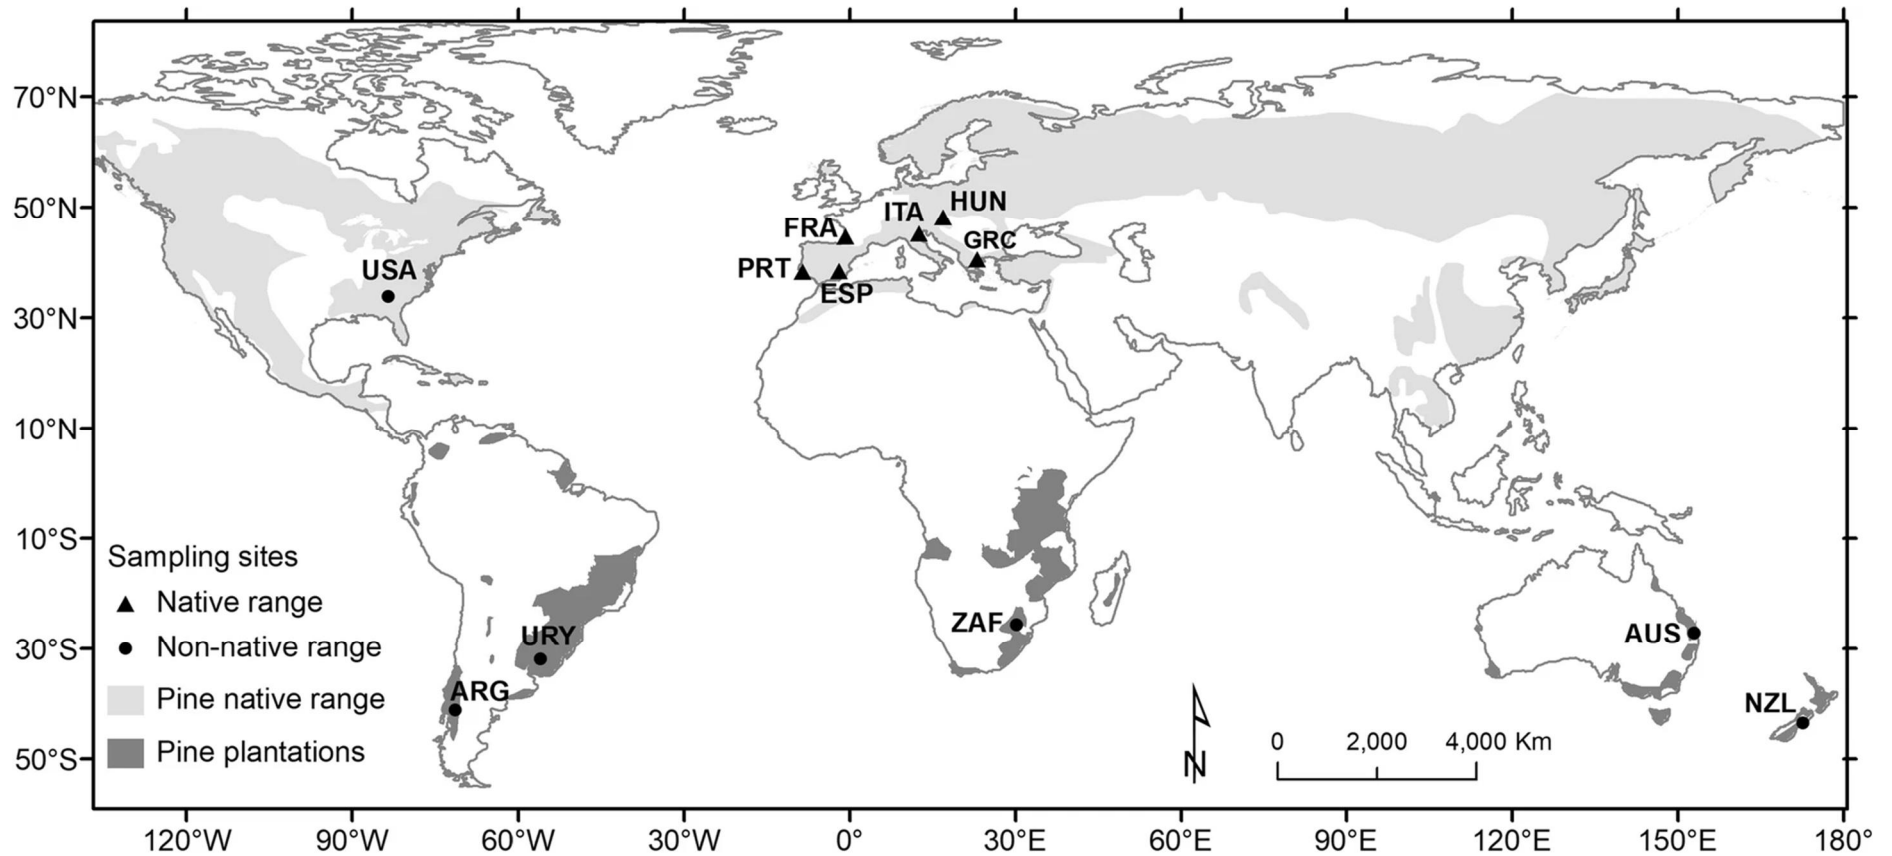 70°N
50°N
30°N
10°N
10°S
30°S
50°S
USA
FRA
ITA
HUN
GRC
PRT
ESP
URY
ARG
ZAF
AUS
NZL
Sampling sites
Native range
Non-native range
Pine native range
Pine plantations
N
0 2,000 4,000 Km
120°W 90°W 60°W 30°W 0° 30°E 60°E 90°E 120°E 150°E 180°